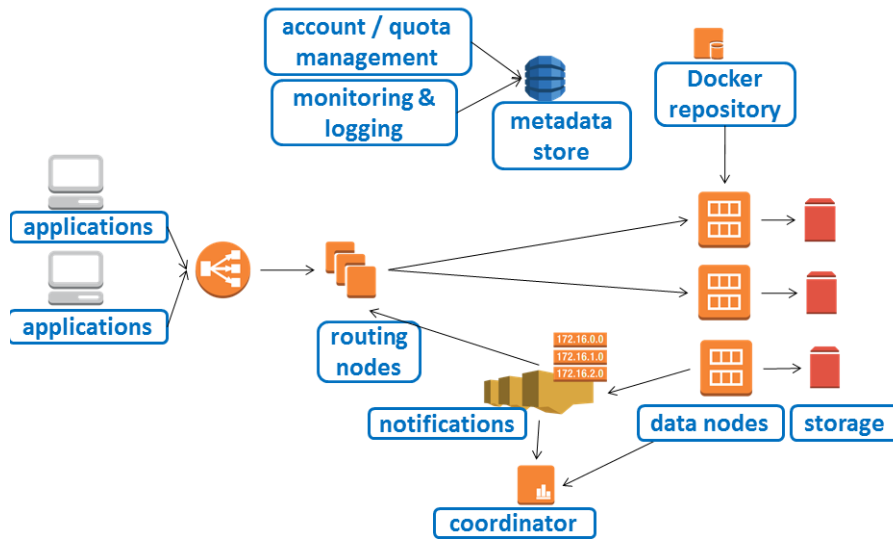 account / quota
management
monitoring &
logging
metadata
store
Docker
repository
applications
applications
routing
nodes
172.16.0.0
172.16.1.0
172.16.2.0
notifications
data nodes
storage
coordinator